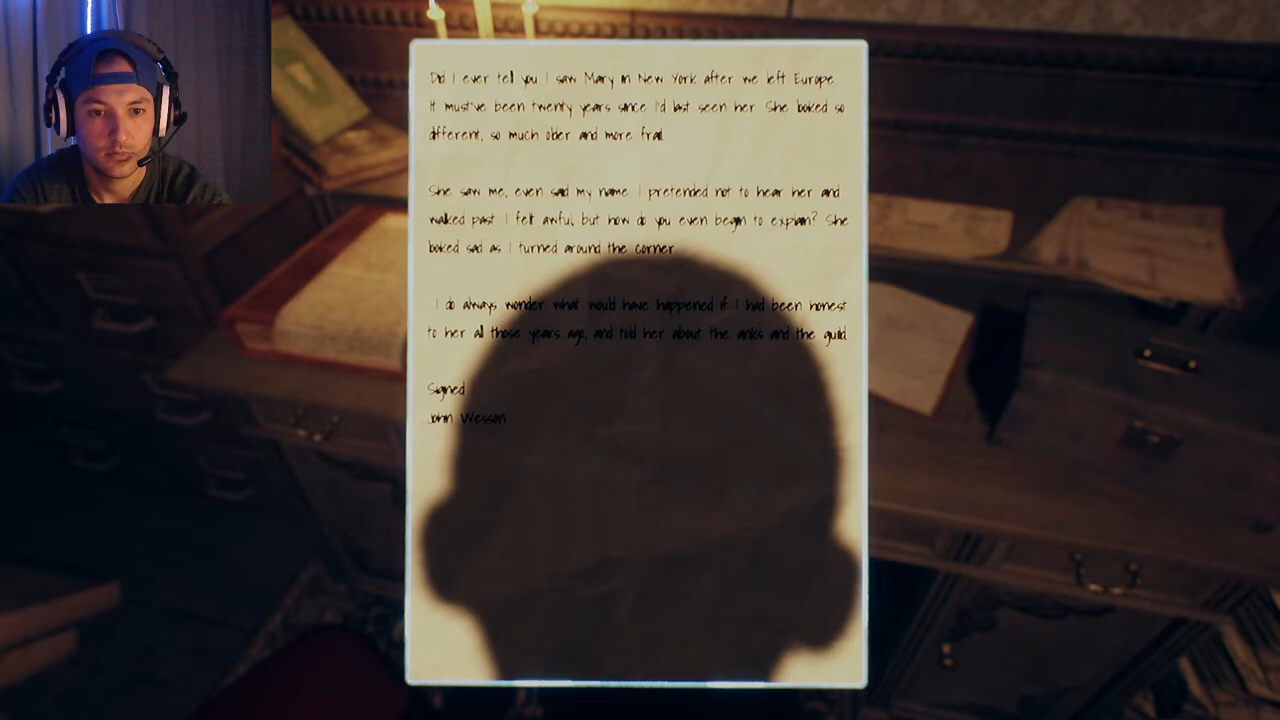 Did I ever tell you I saw Mary in New York after we left Europe
It must've been twenty years since I'd last seen her She looked so
different, so much older and more frail
She saw me, even said my name I pretended not to hear her and
walked past I felt awful, but how do you even begin to explain? She
looked sad as I turned around the corner
I do always wonder what would have happened if I had been honest
to her all those years ago, and told her about the anks and the guild
Signed
John Wesson